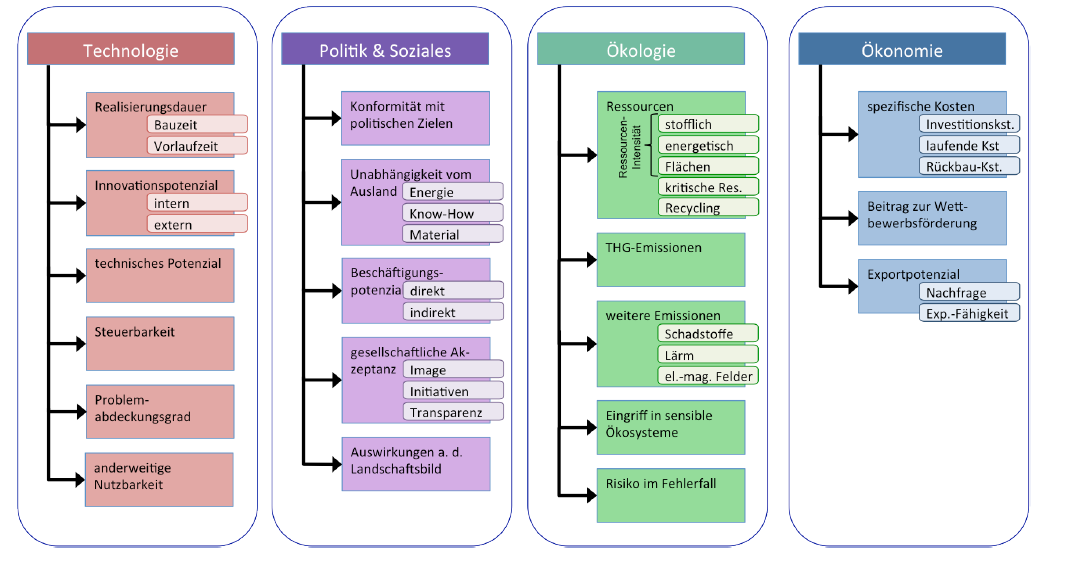 Technologie
Realisierungsdauer
Bauzeit
Vorlaufzeit
Innovationspotenzial
intern
extern
technisches Potenzial
Steuerbarkeit
Problem-
abdeckungsgrad
anderweitige
Nutzbarkeit
Politik & Soziales
Konformität mit
politischen Zielen
Unabhängigkeit vom
Ausland
Energie
Know-How
Material
Beschäftigungs-
potenzia
direkt
indirekt
gesellschaftliche Ak-
zeptanz
Image
Initiativen
Transparenz
Auswirkungen a. d.
Landschaftsbild
Ökologie
Ressourcen
Ressourcen-
Intensität
stofflich
energetisch
Flächen
kritische Res.
Recycling
THG-Emissionen
weitere Emissionen
Schadstoffe
Lärm
el.-mag. Felder
Eingriff in sensible
Ökosysteme
Risiko im Fehlerfall
Ökonomie
spezifische Kosten
Investitionskst.
laufende Kst
Rückbau-Kst.
Beitrag zur Wett-
bewerbsförderung
Exportpotenzial
Nachfrage
Exp.-Fähigkeit